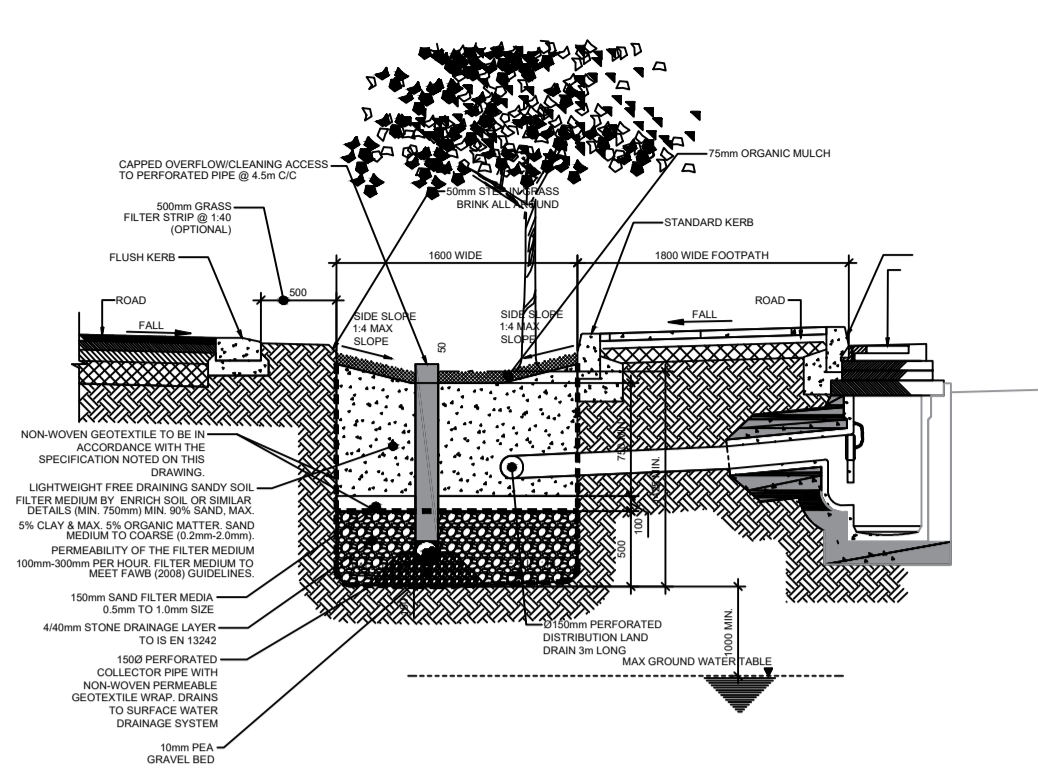 75mm ORGANIC MULCH
CAPPED OVERFLOW/CLEANING ACCESS
TO PERFORATED PIPE @ 4.5m C/C
50mm STEP IN GRASS
BRINK ALL AROUND
500mm GRASS
FILTER STRIP @ 1:40
(OPTIONAL)
STANDARD KERB
FLUSH KERB
1600 WIDE
1800 WIDE FOOTPATH
500
ROAD
FALL
SIDE SLOPE
1:4 MAX
SLOPE
50
SIDE SLOPE
1:4 MAX
SLOPE
FALL
ROAD
NON-WOVEN GEOTEXTILE TO BE IN
ACCORDANCE WITH THE
SPECIFICATION NOTED ON THIS
DRAWING.
LIGHTWEIGHT FREE DRAINING SANDY SOIL
FILTER MEDIUM BY ENRICH SOIL OR SIMILAR
DETAILS (MIN. 750mm) MIN. 90% SAND, MAX.
5% CLAY & MAX. 5% ORGANIC MATTER. SAND
MEDIUM TO COARSE (0.2mm-2.0mm).
PERMEABILITY OF THE FILTER MEDIUM
100mm-300mm PER HOUR. FILTER MEDIUM TO
MEET FAWB (2008) GUIDELINES.
150mm SAND FILTER MEDIA
0.5mm TO 1.0mm SIZE
4/40mm STONE DRAINAGE LAYER
TO IS EN 13242
150Ø PERFORATED
COLLECTOR PIPE WITH
NON-WOVEN PERMEABLE
GEOTEXTILE WRAP. DRAINS
TO SURFACE WATER
DRAINAGE SYSTEM
10mm PEA
GRAVEL BED
MIN.
100
500
Ø150mm PERFORATED
DISTRIBUTION LAND
DRAIN 3m LONG
1000 MIN.
MAX GROUND WATER TABLE